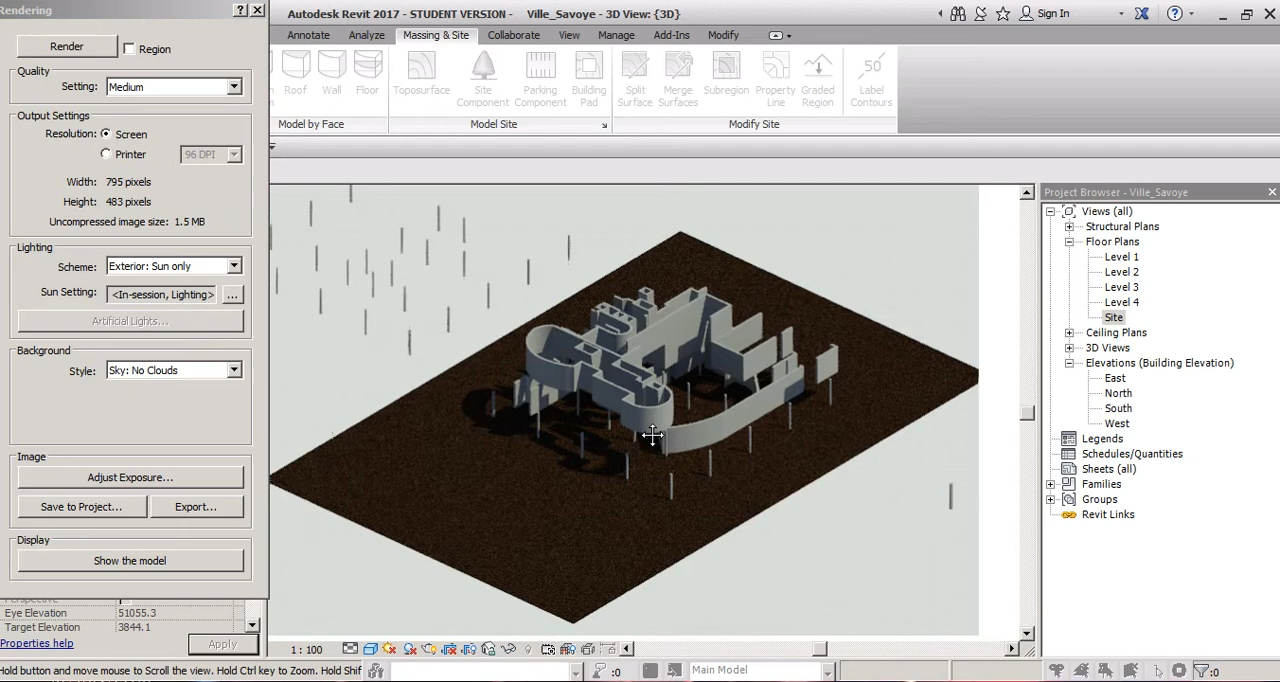 Rendering
Autodesk Revit 2017 - STUDENT VERSION - Ville_Savoye - 3D View: {3D}
Sign In
Annotate Analyze Massing & Site Collaborate View Manage Add-Ins Modify
Render
Region
Quality
Setting: Medium
Output Settings
Resolution: Screen
Printer 96 DPI
Width: 795 pixels
Height: 483 pixels
Uncompressed image size: 1.5 MB
Lighting
Scheme: Exterior: Sun only
Sun Setting: <In-session, Lighting> ...
Artificial Lights...
Background
Style: Sky: No Clouds
Image
Adjust Exposure...
Save to Project... Export...
Display
Show the model
Roof Wall Floor
Toposurface
Site Component
Parking Component
Building Pad
Split Surface
Merge Surfaces
Subregion
Property Line
Graded Region
50
Label Contours
Model by Face
Model Site
Modify Site
Project Browser - Ville_Savoye
Views (all)
Structural Plans
Floor Plans
Level 1
Level 2
Level 3
Level 4
Site
Ceiling Plans
3D Views
Elevations (Building Elevation)
East
North
South
West
Legends
Schedules/Quantities
Sheets (all)
Families
Groups
Revit Links
Eye Elevation 51055.3
Target Elevation 3844.1
Properties help
Apply
1 : 100
Hold button and move mouse to Scroll the view. Hold Ctrl key to Zoom. Hold Shif
:0
Main Model
:0